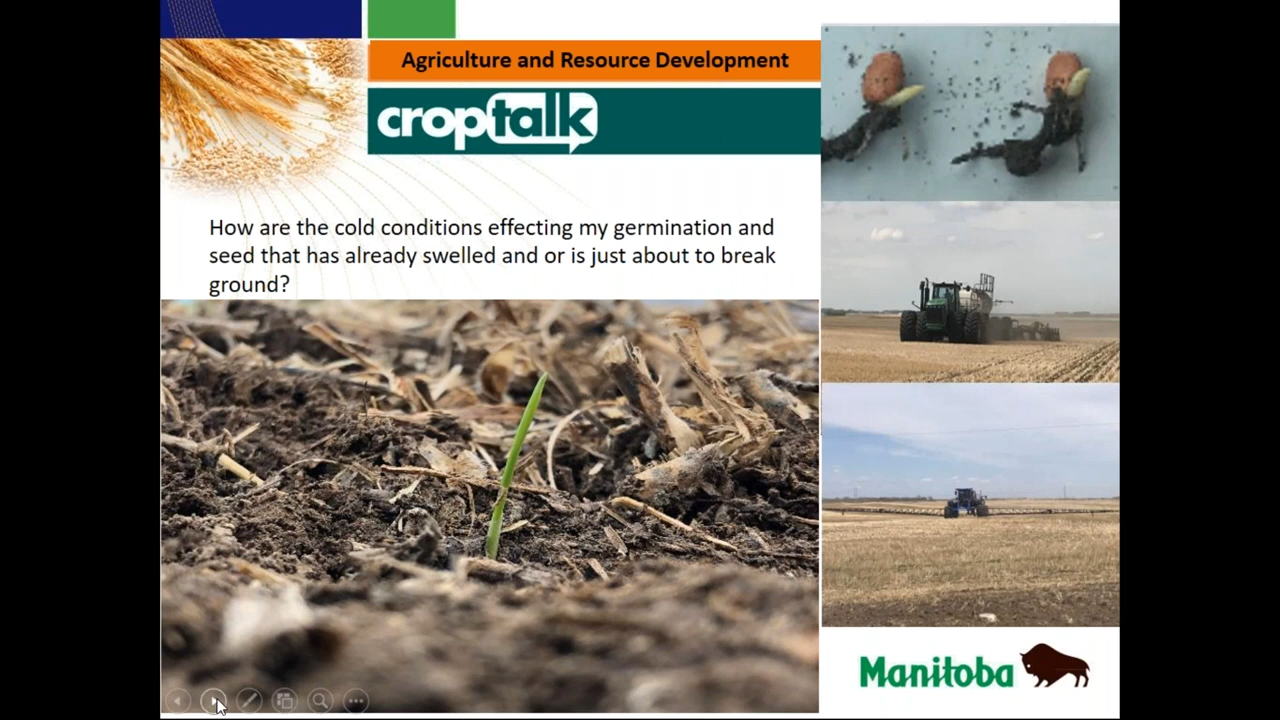 Agriculture and Resource Development
croptalk
How are the cold conditions effecting my germination and
seed that has already swelled and or is just about to break
ground?
Manitoba